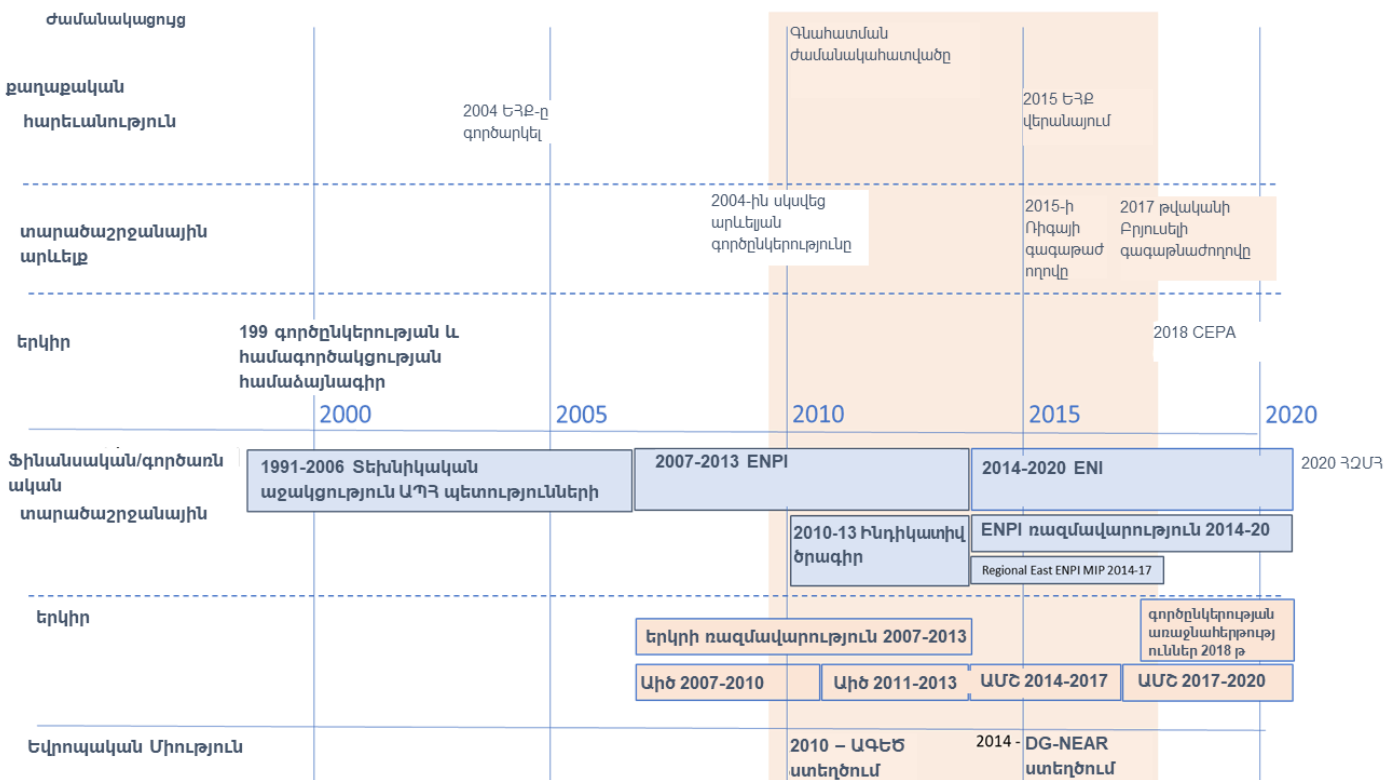 ժամանակացույց
Գնահատման
ժամանակահատվածը
քաղաքական
հարեւանություն
2004 ԵՀՔ-ը
գործարկել
2015 ԵՀՔ
վերանայում
տարածաշրջանային
արևելք
2004-ին սկսվեց
արևելյան
գործընկերությունը
2015-ի
Ռիգայի
գագաթաժ
ողովը
2017 թվականի
Բրյուսելի
գագաթնաժողովը
երկիր
199 գործընկերության և
համագործակցության
համաձայնագիր
2018 CEPA
2000
2005
2010
2015
2020
Ֆինանսական/գործառն
ական
տարածաշրջանային
1991-2006 Տեխնիկական
աջակցություն ԱՊՀ պետությունների
2007-2013 ENPI
2014-2020 ENI
2020 ՀԶՄՀ
2010-13 Ինդիկատիվ
ծրագիր
ENPI ռազմավարություն 2014-20
Regional East ENPI MIP 2014-17
երկիր
երկրի ռազմավարություն 2007-2013
գործընկերության
առաջնահերթությ
ուններ 2018 թ
Աիծ 2007-2010
Աիծ 2011-2013
ԱՄՇ 2014-2017
ԱՄՇ 2017-2020
Եվրոպական Միություն
2010 – ԱԳԵԾ
ստեղծում
2014 - DG-NEAR
ստեղծում